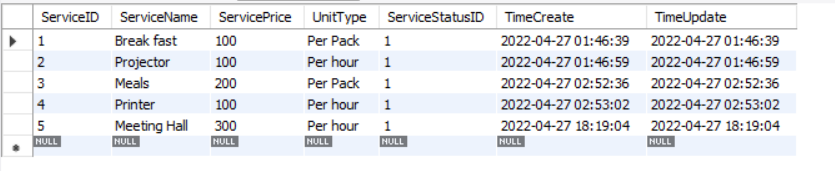 ServiceID ServiceName ServicePrice UnitType ServiceStatusID TimeCreate TimeUpdate
1 Break fast 100 Per Pack 1 2022-04-27 01:46:39 2022-04-27 01:46:39
2 Projector 100 Per hour 1 2022-04-27 01:46:59 2022-04-27 01:46:59
3 Meals 200 Per Pack 1 2022-04-27 02:52:36 2022-04-27 02:52:36
4 Printer 100 Per hour 1 2022-04-27 02:53:02 2022-04-27 02:53:02
5 Meeting Hall 300 Per hour 1 2022-04-27 18:19:04 2022-04-27 18:19:04
NULL NULL NULL NULL NULL NULL NULL